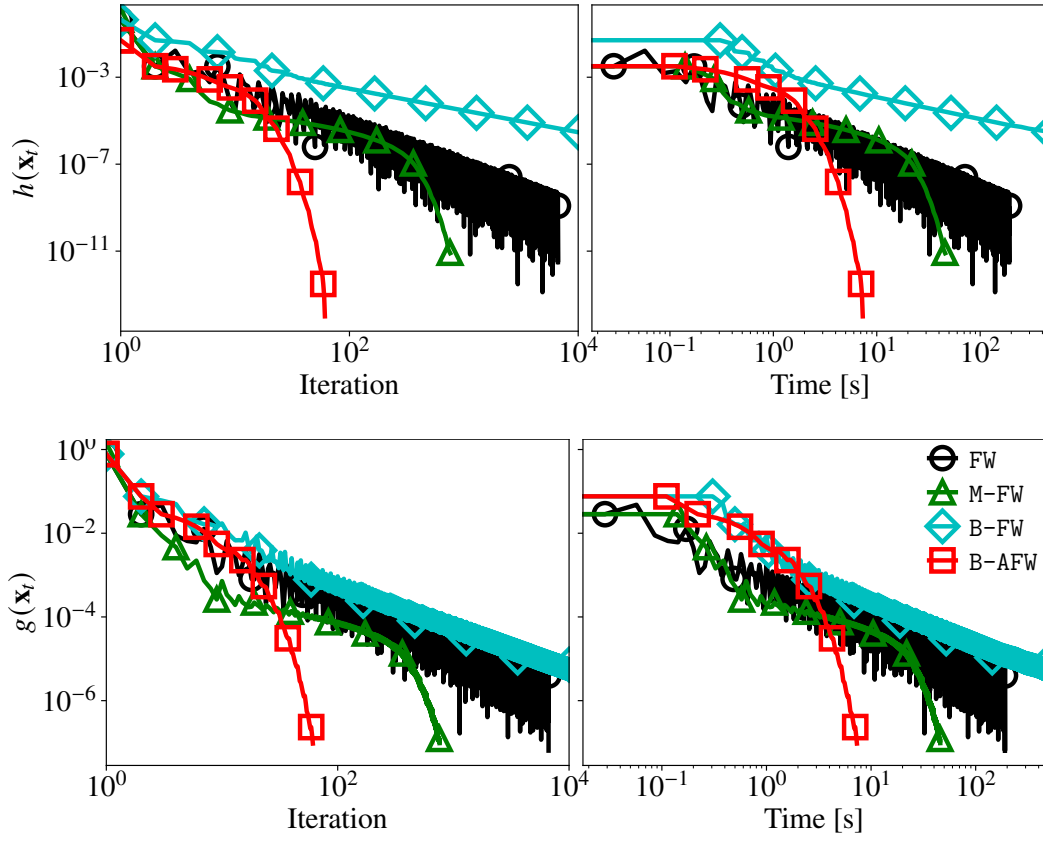 h(x_t)
10^{-3}
10^{-7}
10^{-11}
10^0
10^2
10^4
Iteration
10^{-1}
10^0
10^1
10^2
Time [s]
g(x_t)
10^0
10^{-2}
10^{-4}
10^{-6}
10^0
10^2
10^4
Iteration
FW
M-FW
B-FW
B-AFW
10^{-1}
10^0
10^1
10^2
Time [s]